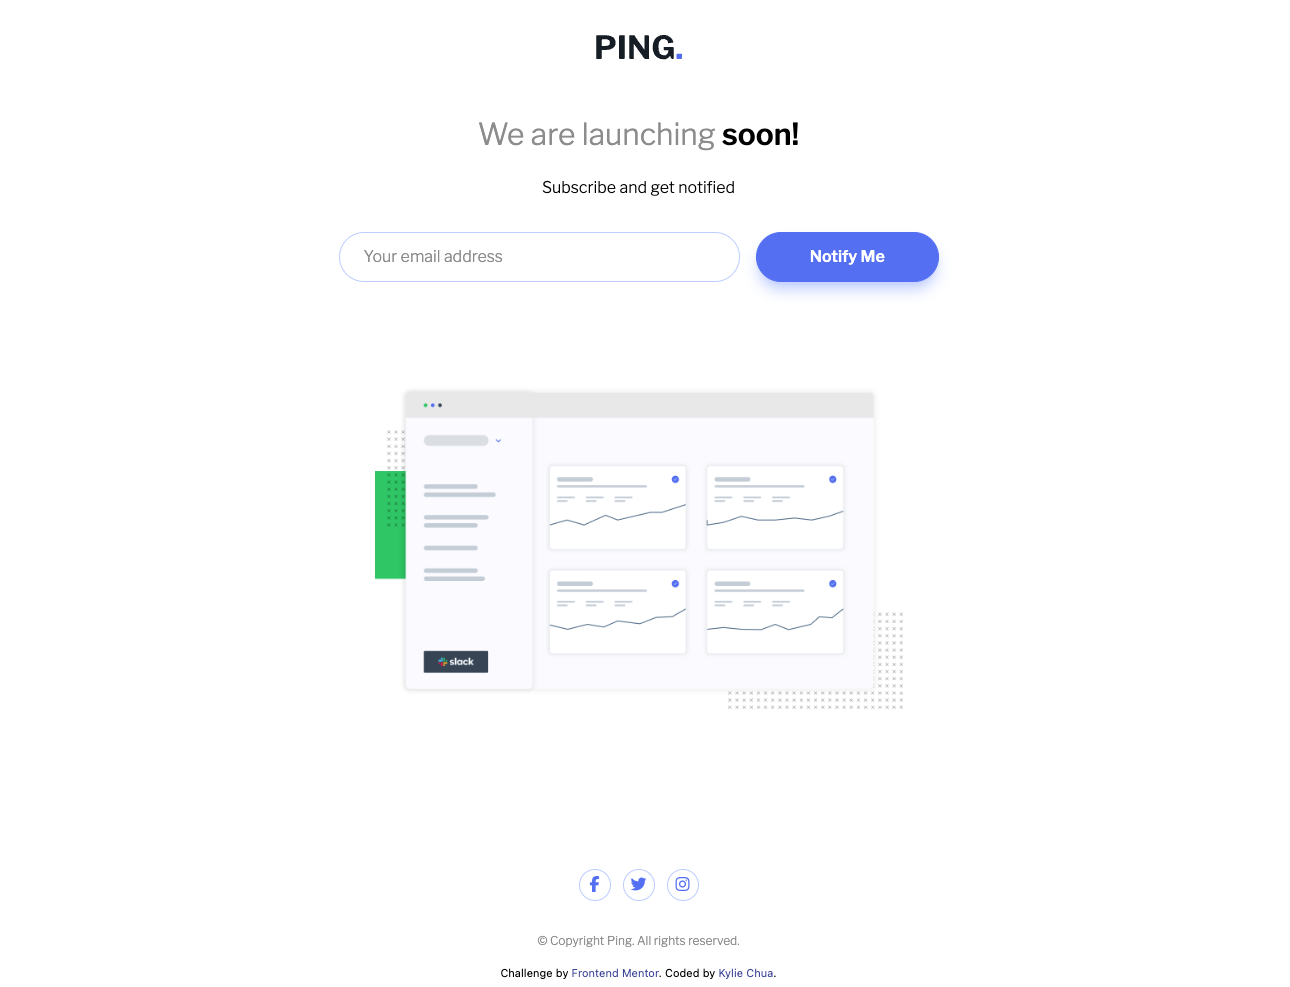 PING.
We are launching soon!
Subscribe and get notified
Your email address
Notify Me
slack
© Copyright Ping. All rights reserved.
Challenge by Frontend Mentor. Coded by Kylie Chua.